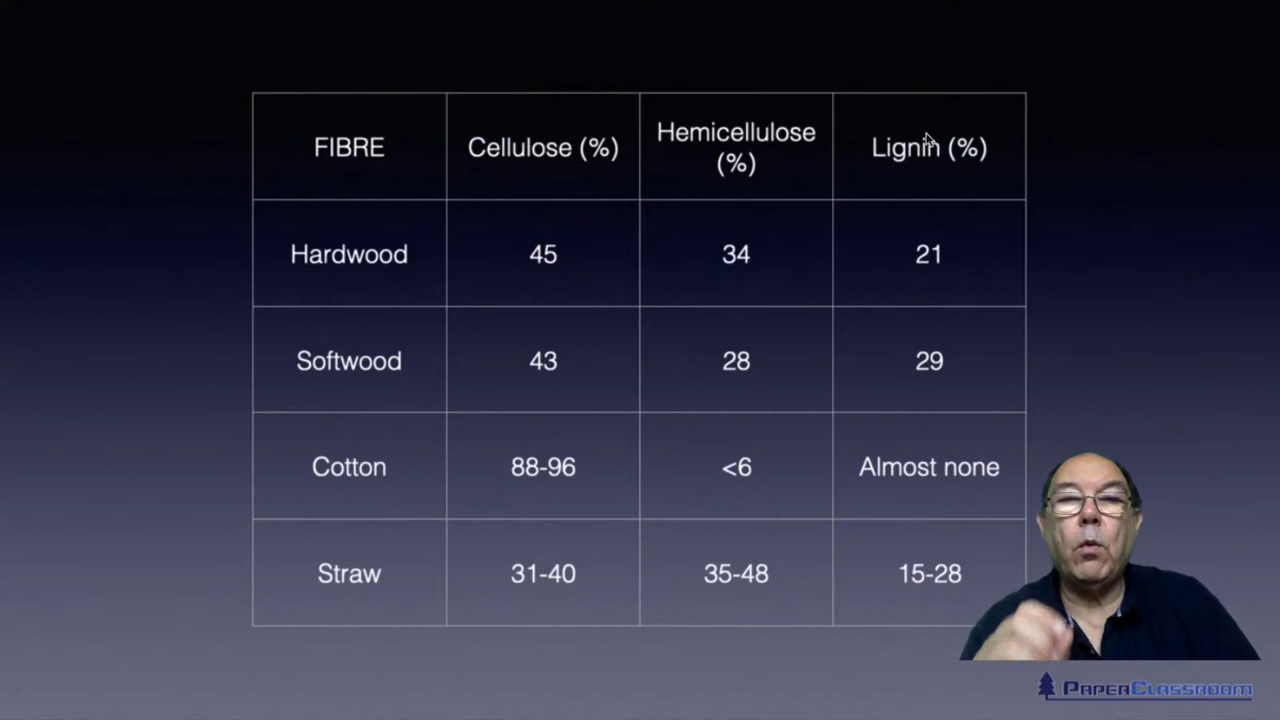 FIBRE Cellulose (%) Hemicellulose (%) Lignin (%)
Hardwood 45 34 21
Softwood 43 28 29
Cotton 88-96 <6 Almost none
Straw 31-40 35-48 15-28
PAPERCLASSROOM